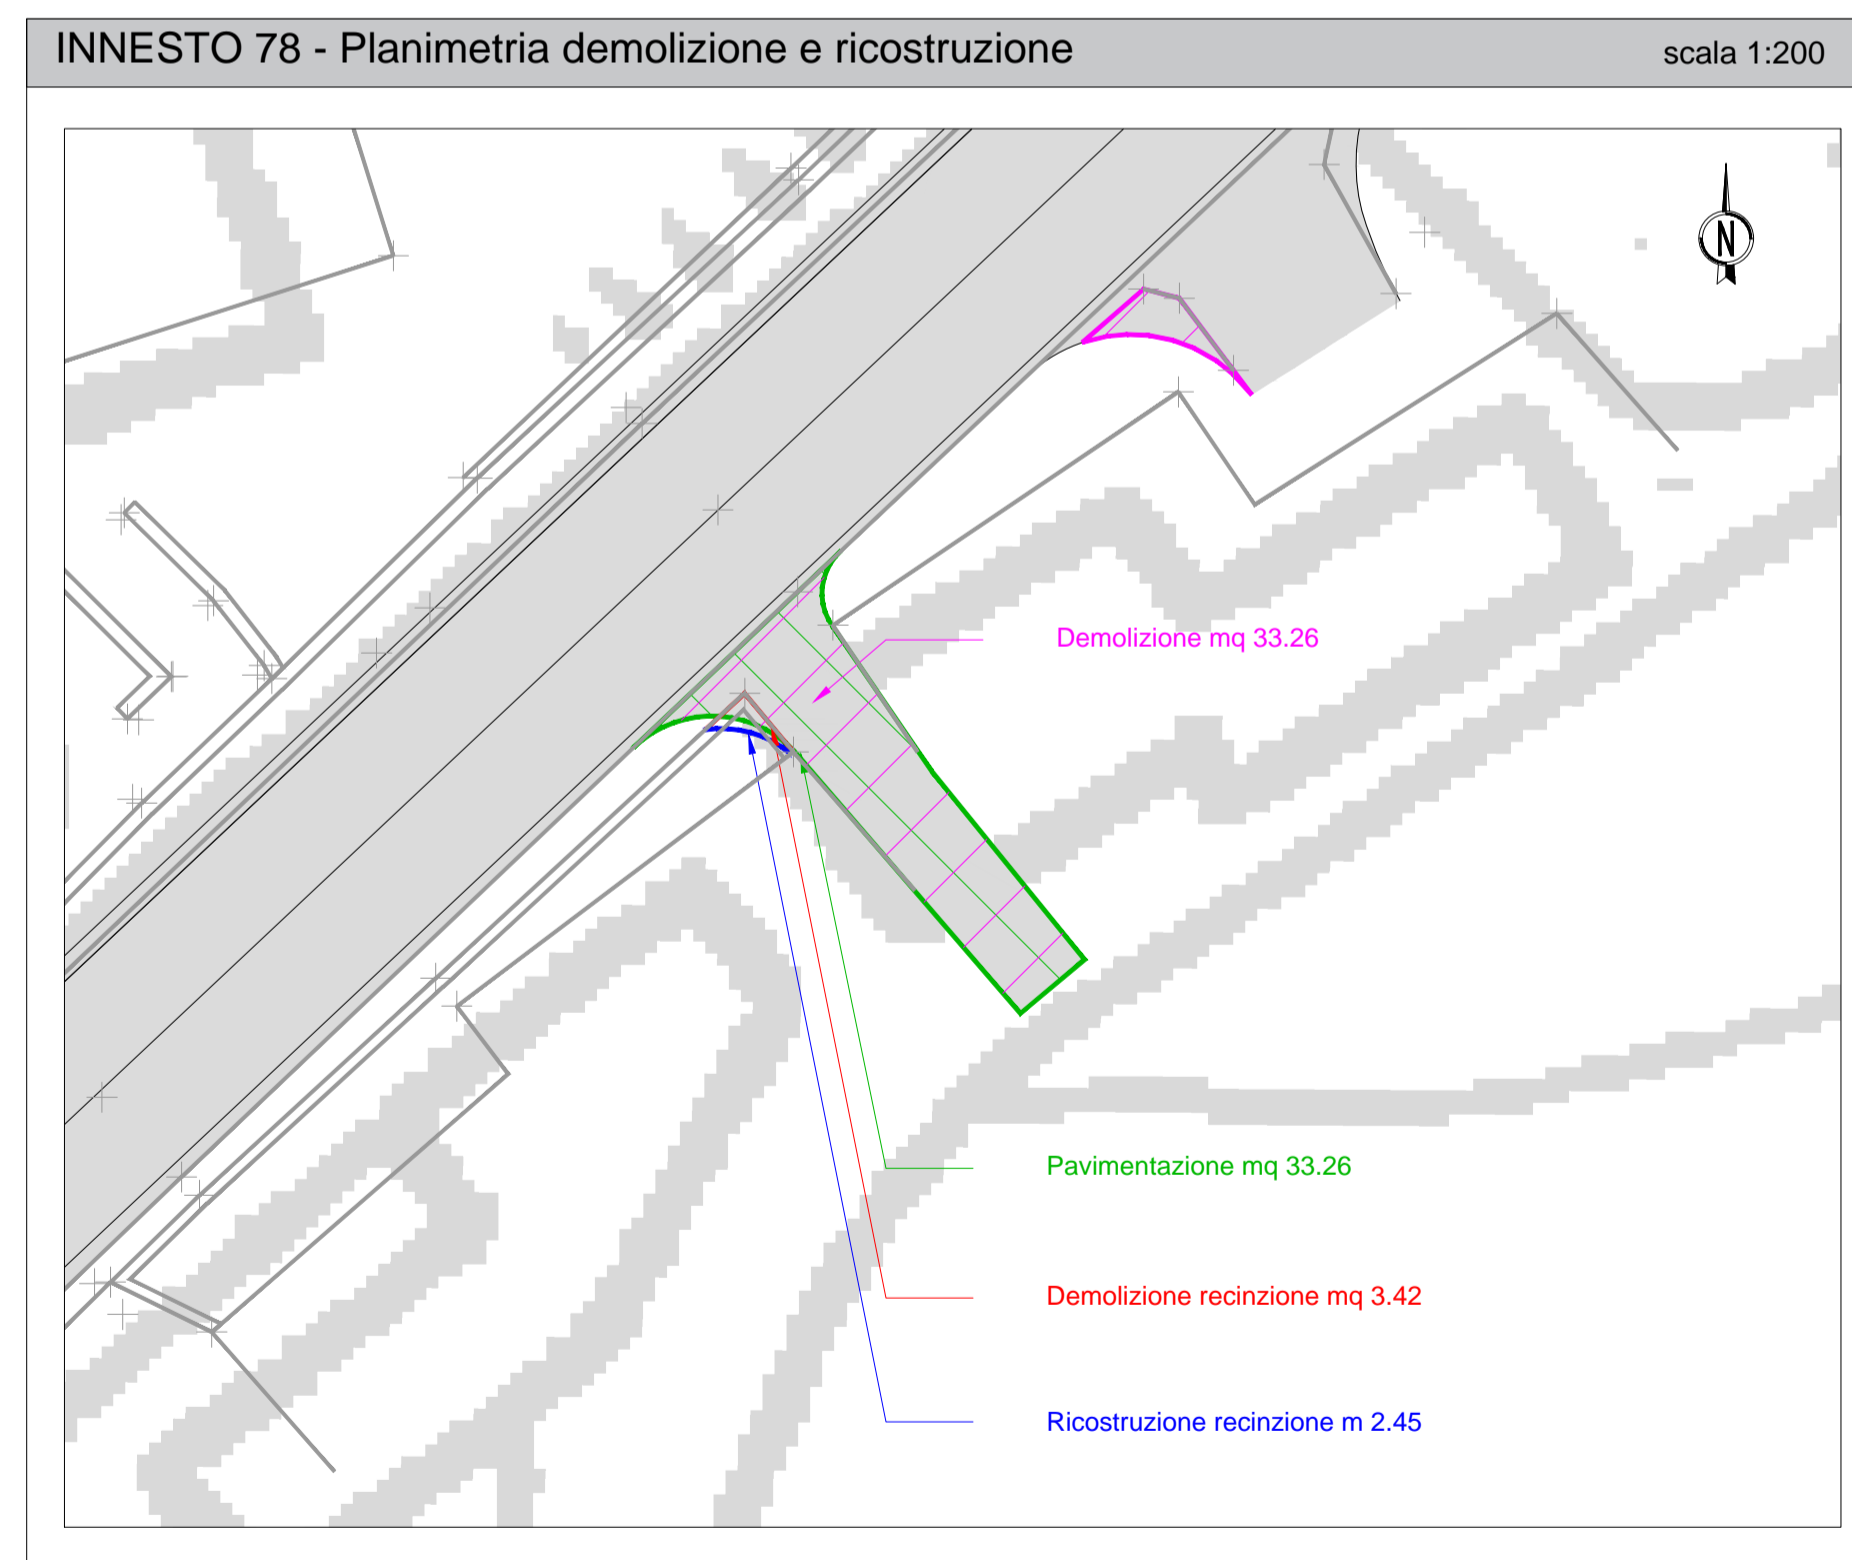 INNESTO 78 - Planimetria demolizione e ricostruzione
scala 1:200
N
Demolizione mq 33.26
Pavimentazione mq 33.26
Demolizione recinzione mq 3.42
Ricostruzione recinzione m 2.45